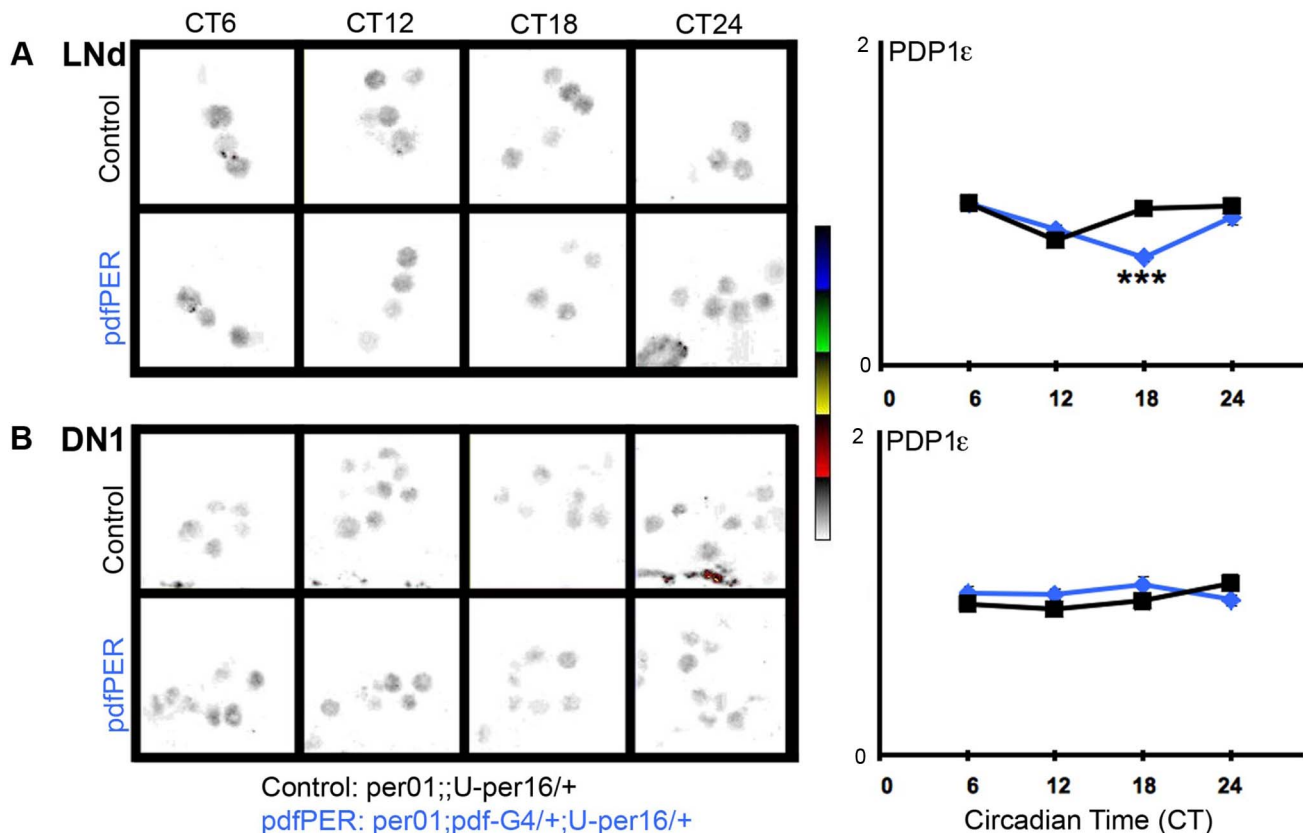 CT6 CT12 CT18 CT24
A LNd
Control
pdfPER
2
PDP1ε
***
0
0 6 12 18 24
B DN1
Control
pdfPER
2
PDP1ε
0
0 6 12 18 24
Circadian Time (CT)
Control: per01;;U-per16/+
pdfPER: per01;pdf-G4/+;U-per16/+